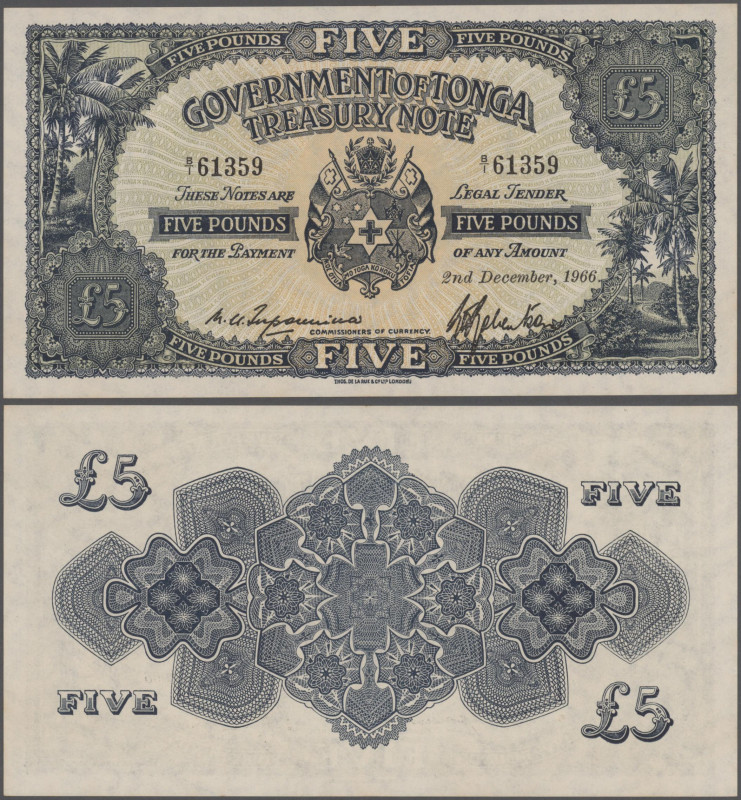 FIVE POUNDS FIVE FIVE POUNDS
£5
GOVERNMENT OF TONGA
TREASURY NOTE
B/1 61359 B/1 61359
THESE NOTES ARE LEGAL TENDER
FIVE POUNDS FIVE POUNDS
FOR THE PAYMENT OF ANY AMOUNT
2nd December, 1966.
£5
COMMISSIONERS OF CURRENCY.
FIVE POUNDS FIVE FIVE POUNDS
THOS. DE LA RUE & CO. LTD. LONDON.
£5 FIVE
FIVE £5